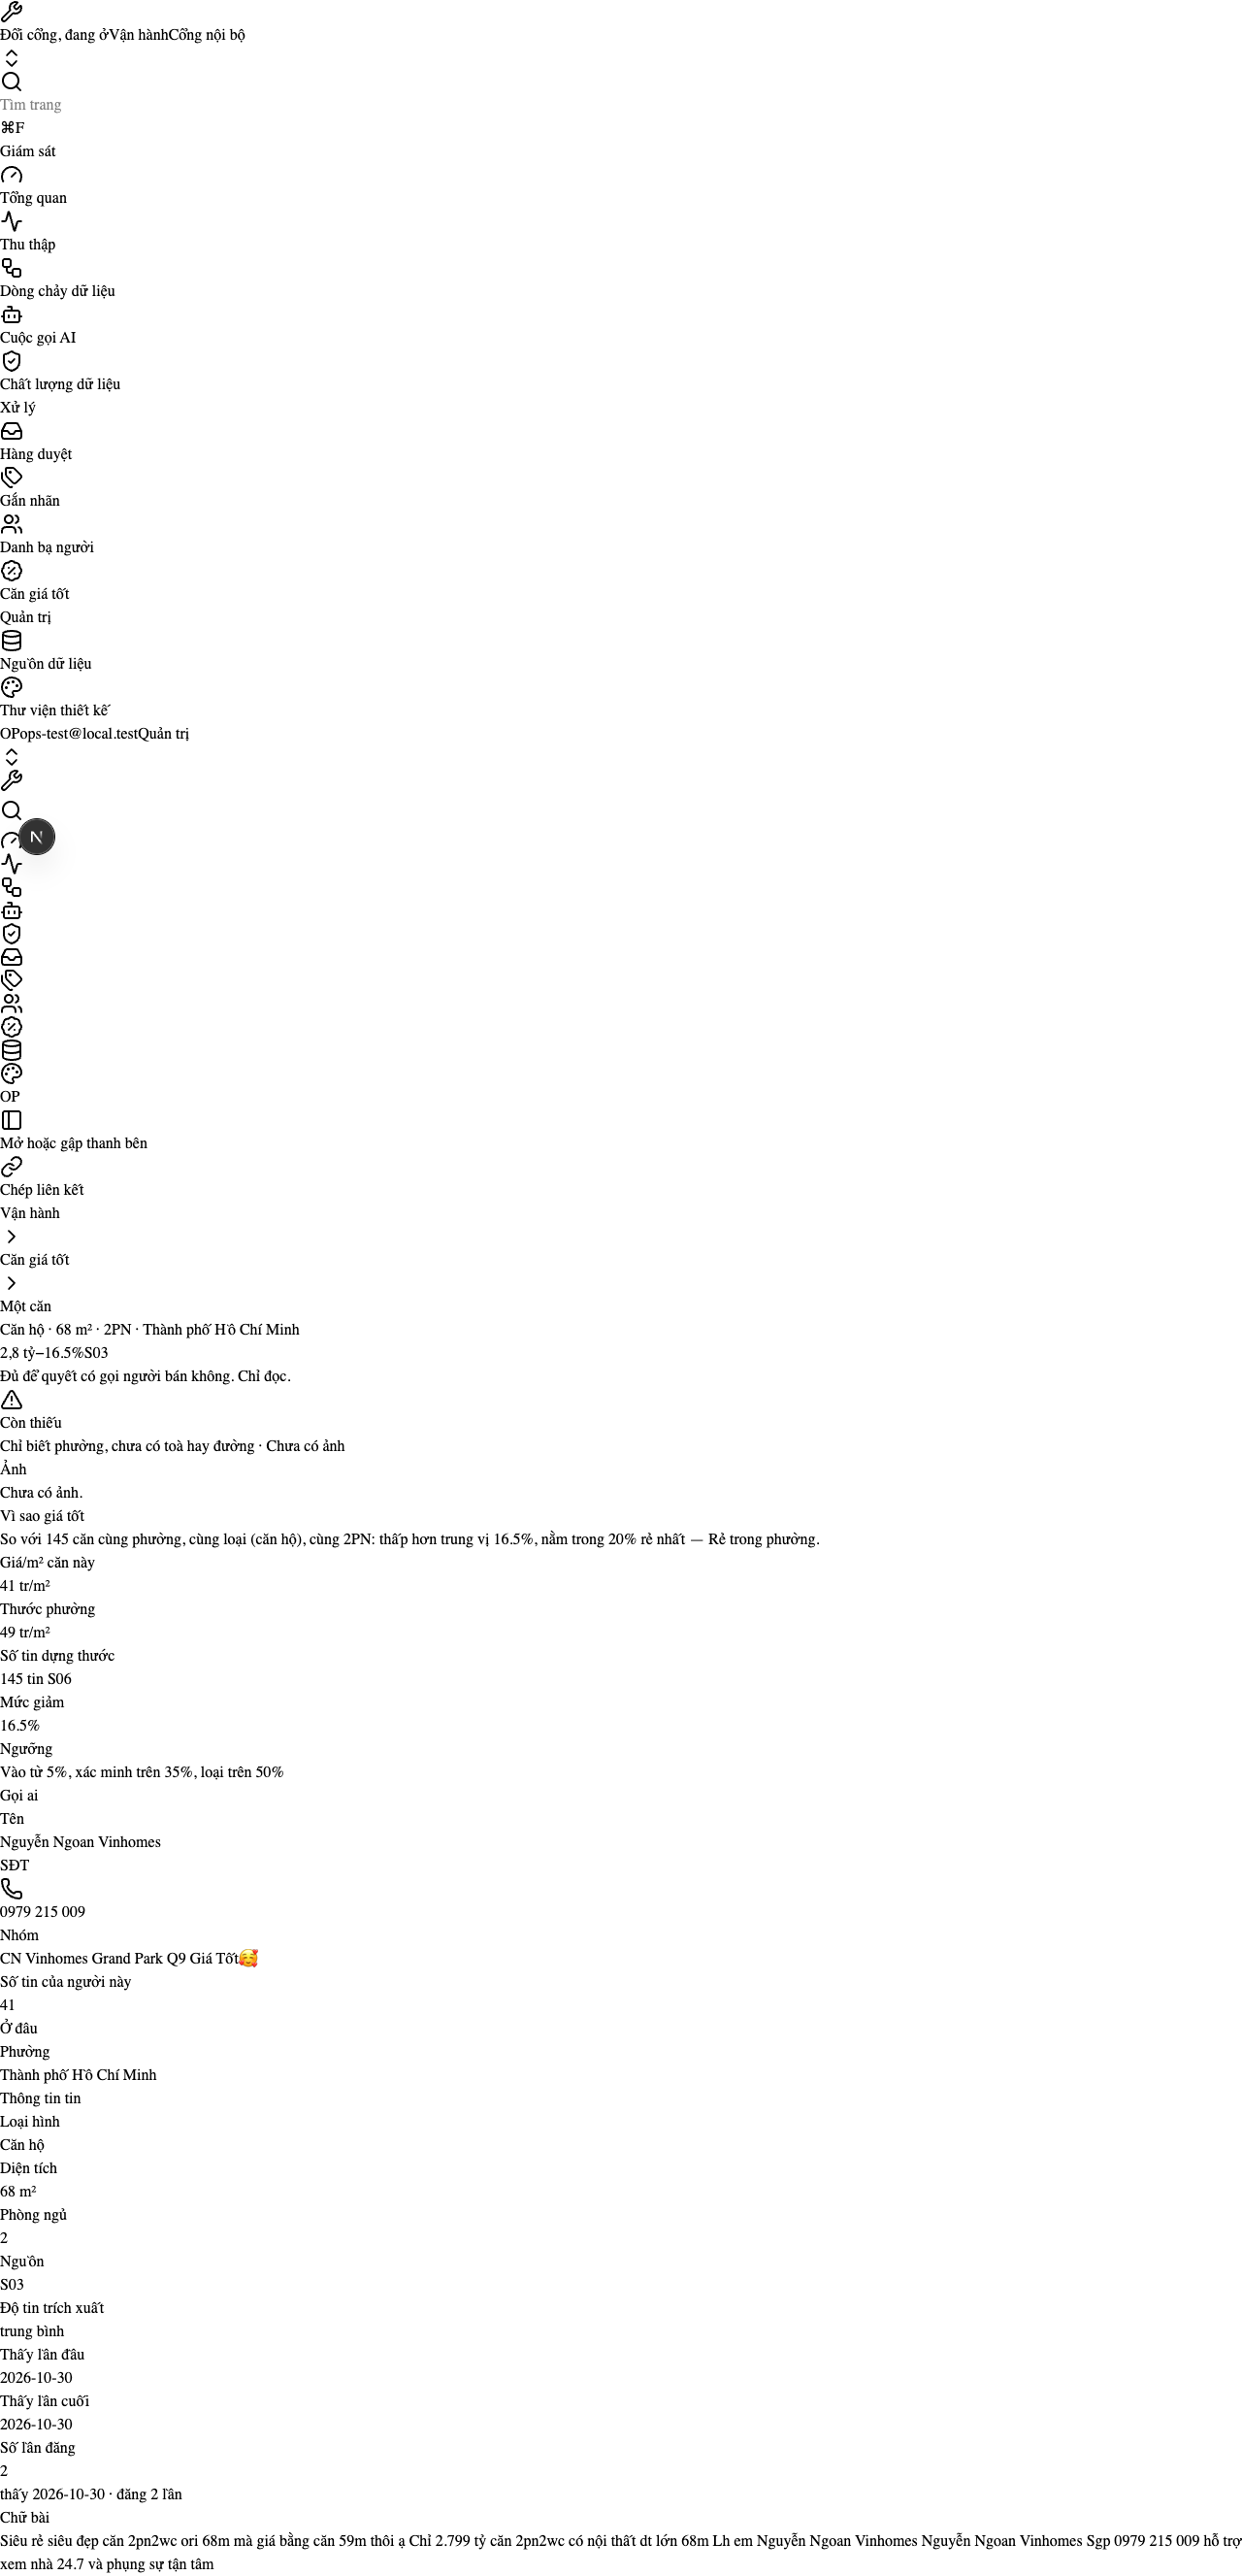 Đổi cổng, đang ởVận hànhCổng nội bộ
Tìm trang
⌘F
Giám sát
Tổng quan
Thu thập
Dòng chảy dữ liệu
Cuộc gọi AI
Chất lượng dữ liệu
Xử lý
Hàng duyệt
Gắn nhãn
Danh bạ người
Căn giá tốt
Quản trị
Nguồn dữ liệu
Thư viện thiết kế
OPops-test@local.testQuản trị
N
OP
Mở hoặc gập thanh bên
Chép liên kết
Vận hành
Căn giá tốt
Một căn
Căn hộ · 68 m² · 2PN · Thành phố Hồ Chí Minh
2,8 tỷ−16.5%S03
Đủ để quyết có gọi người bán không. Chỉ đọc.
Còn thiếu
Chỉ biết phường, chưa có toà hay đường · Chưa có ảnh
Ảnh
Chưa có ảnh.
Vì sao giá tốt
So với 145 căn cùng phường, cùng loại (căn hộ), cùng 2PN: thấp hơn trung vị 16.5%, nằm trong 20% rẻ nhất — Rẻ trong phường.
Giá/m² căn này
41 tr/m²
Thước phường
49 tr/m²
Số tin dựng thước
145 tin S06
Mức giảm
16.5%
Ngưỡng
Vào từ 5%, xác minh trên 35%, loại trên 50%
Gọi ai
Tên
Nguyễn Ngoan Vinhomes
SĐT
0979 215 009
Nhóm
CN Vinhomes Grand Park Q9 Giá Tốt🥰
Số tin của người này
41
Ở đâu
Phường
Thành phố Hồ Chí Minh
Thông tin tin
Loại hình
Căn hộ
Diện tích
68 m²
Phòng ngủ
2
Nguồn
S03
Độ tin trích xuất
trung bình
Thấy lần đầu
2026-10-30
Thấy lần cuối
2026-10-30
Số lần đăng
2
thấy 2026-10-30 · đăng 2 lần
Chữ bài
Siêu rẻ siêu đẹp căn 2pn2wc ori 68m mà giá bằng căn 59m thôi ạ Chỉ 2.799 tỷ căn 2pn2wc có nội thất dt lớn 68m Lh em Nguyễn Ngoan Vinhomes Nguyễn Ngoan Vinhomes Sgp 0979 215 009 hỗ trợ
xem nhà 24.7 và phụng sự tận tâm